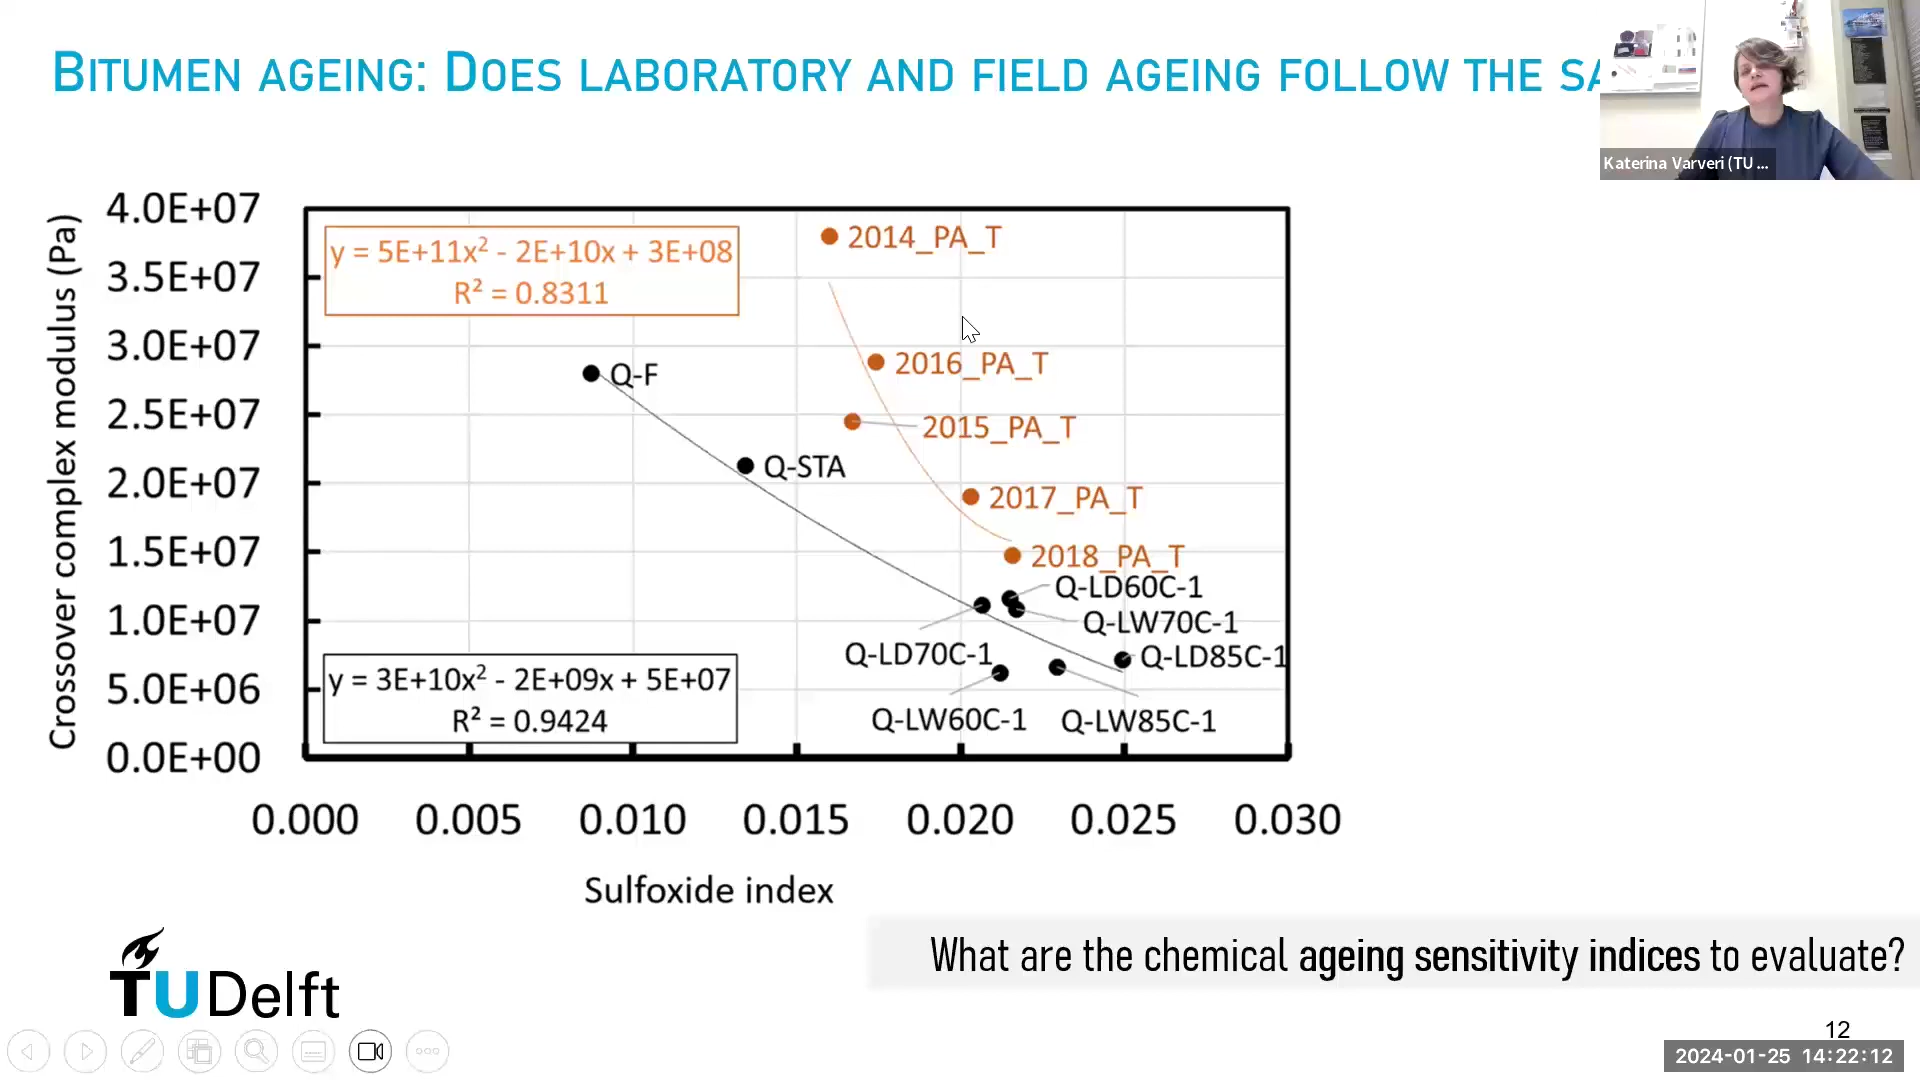 BITUMEN AGEING: DOES LABORATORY AND FIELD AGEING FOLLOW THE SA
Katerina Varveri (TU ...
Crossover complex modulus (Pa)
4.0E+07
3.5E+07
3.0E+07
2.5E+07
2.0E+07
1.5E+07
1.0E+07
5.0E+06
0.0E+00
y = 5E+11x² - 2E+10x + 3E+08
R² = 0.8311
2014_PA_T
2016_PA_T
Q-F
2015_PA_T
Q-STA
2017_PA_T
2018_PA_T
Q-LD60C-1
Q-LW70C-1
Q-LD70C-1
Q-LD85C-1
Q-LW60C-1
Q-LW85C-1
y = 3E+10x² - 2E+09x + 5E+07
R² = 0.9424
0.000 0.005 0.010 0.015 0.020 0.025 0.030
Sulfoxide index
What are the chemical ageing sensitivity indices to evaluate?
TUDelft
12
2024-01-25 14:22:12